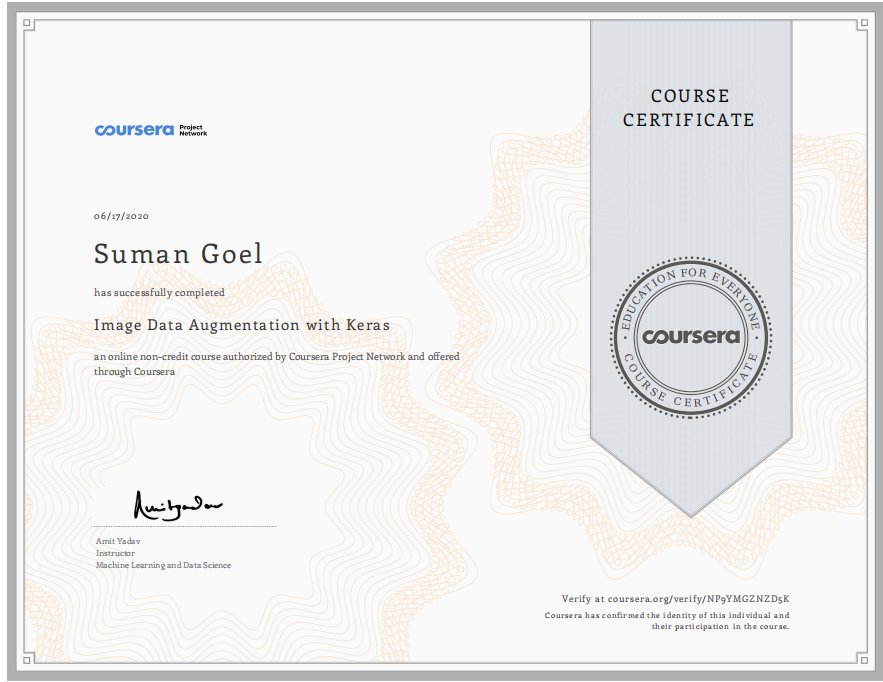 coursera Project Network
COURSE
CERTIFICATE
06/17/2020
Suman Goel
has successfully completed
Image Data Augmentation with Keras
an online non-credit course authorized by Coursera Project Network and offered
through Coursera
EDUCATION FOR EVERYONE
coursera
COURSE CERTIFICATE
Amit Yadav
Amit Yadav
Instructor
Machine Learning and Data Science
Verify at coursera.org/verify/NP9YMGZNZD5K
Coursera has confirmed the identity of this individual and
their participation in the course.